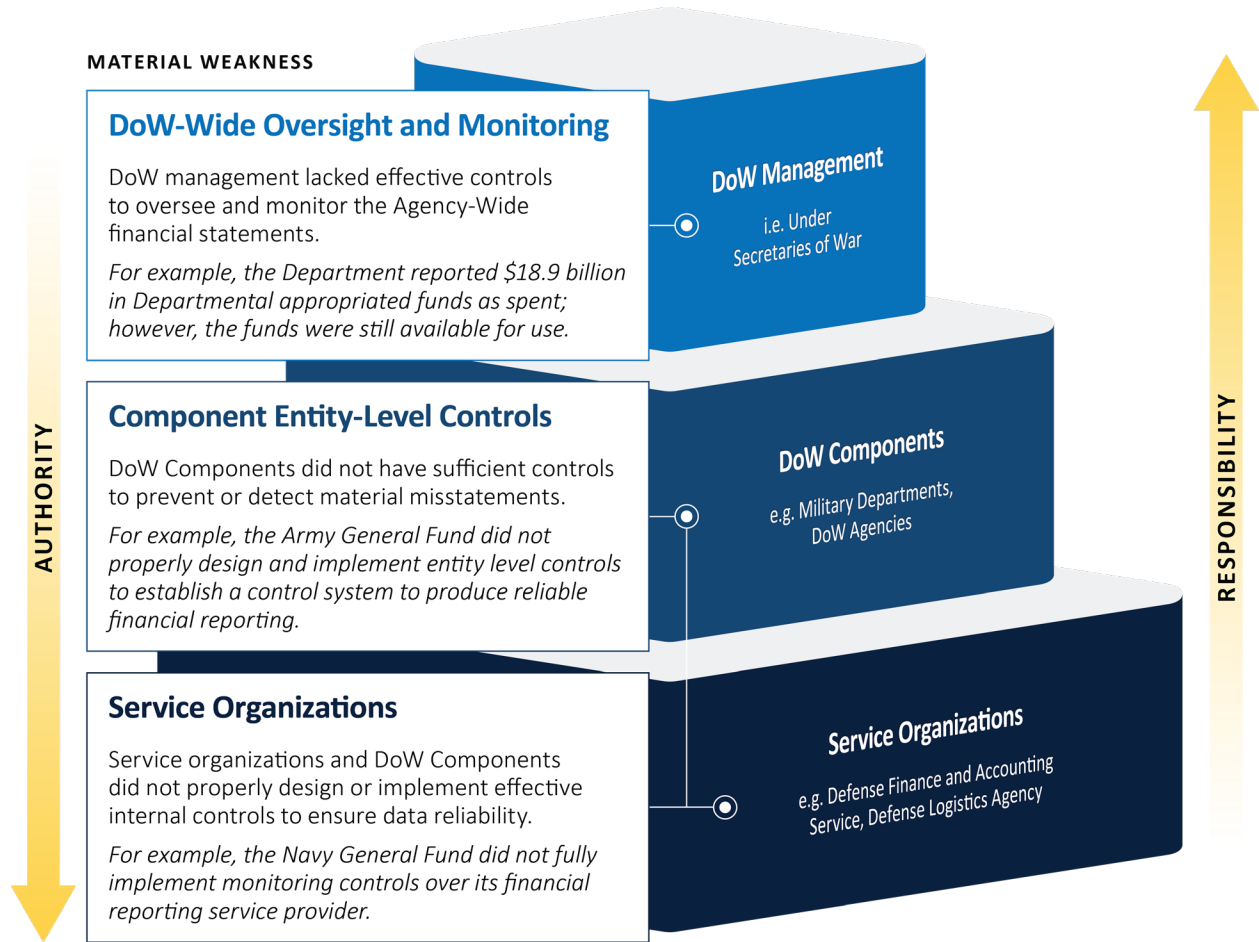 MATERIAL WEAKNESS
DoW-Wide Oversight and Monitoring
DoW management lacked effective controls
to oversee and monitor the Agency-Wide
financial statements.
For example, the Department reported $18.9 billion
in Departmental appropriated funds as spent;
however, the funds were still available for use.
DoW Management
i.e. Under
Secretaries of War
Component Entity-Level Controls
DoW Components did not have sufficient controls
to prevent or detect material misstatements.
For example, the Army General Fund did not
properly design and implement entity level controls
to establish a control system to produce reliable
financial reporting.
DoW Components
e.g. Military Departments,
DoW Agencies
Service Organizations
Service organizations and DoW Components
did not properly design or implement effective
internal controls to ensure data reliability.
For example, the Navy General Fund did not fully
implement monitoring controls over its financial
reporting service provider.
Service Organizations
e.g. Defense Finance and Accounting
Service, Defense Logistics Agency
AUTHORITY
RESPONSIBILITY